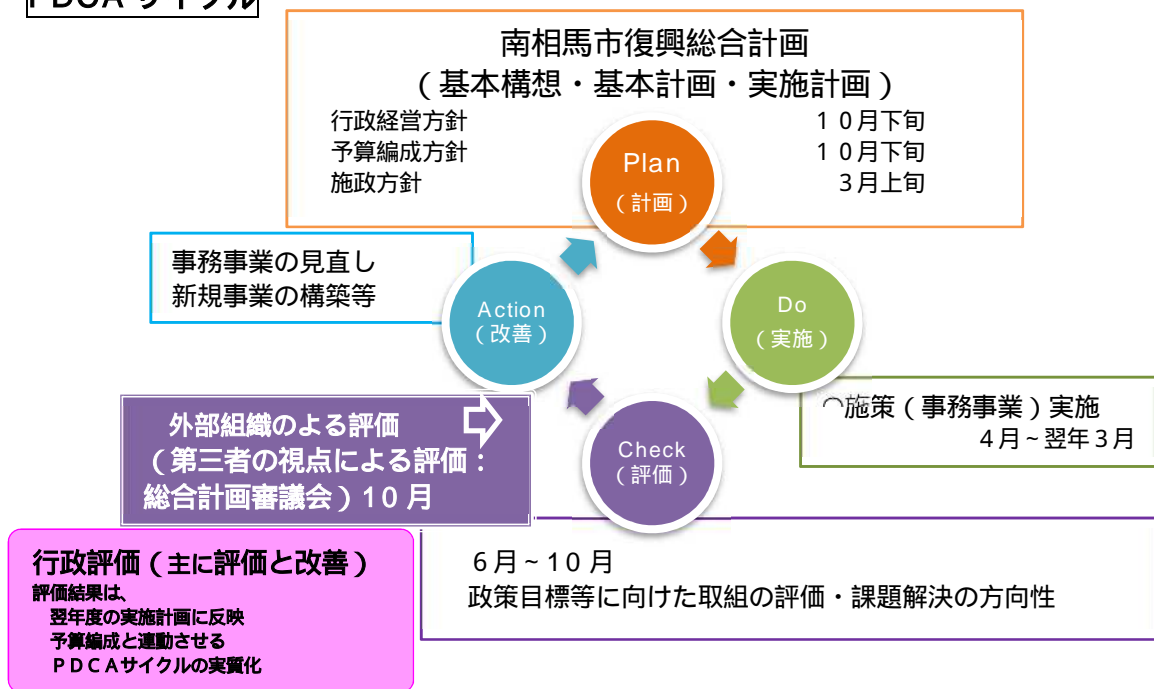 PDCAサイクル
南相馬市復興総合計画
（基本構想・基本計画・実施計画）
行政経営方針 １０月下旬
予算編成方針 １０月下旬
施政方針 ３月上旬
Plan
（計画）
事務事業の見直し
新規事業の構築等
Action
（改善）
Do
（実施）
施策（事務事業）実施
４月～翌年３月
外部組織のよる評価
（第三者の視点による評価：
総合計画審議会）10 月
Check
（評価）
６月～１０月
政策目標等に向けた取組の評価・課題解決の方向性
行政評価（主に評価と改善）
評価結果は、
翌年度の実施計画に反映
予算編成と連動させる
ＰＤＣＡサイクルの実質化